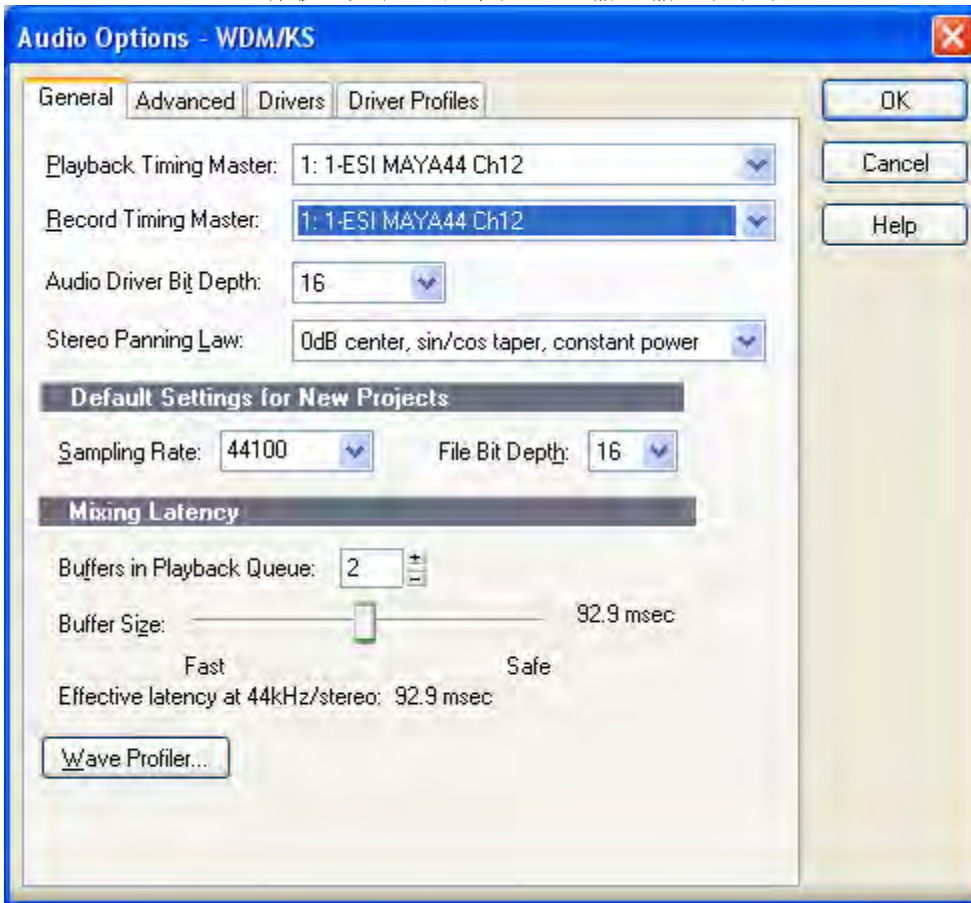 Audio Options - WDM/KS
General Advanced Drivers Driver Profiles
OK
Cancel
Help
Playback Timing Master: 1: 1-ESI MAYA44 Ch12
Record Timing Master: 1: 1-ESI MAYA44 Ch12
Audio Driver Bit Depth: 16
Stereo Panning Law: 0dB center, sin/cos taper, constant power
Default Settings for New Projects
Sampling Rate: 44100 File Bit Depth: 16
Mixing Latency
Buffers in Playback Queue: 2
Buffer Size: 92.9 msec
Fast Safe
Effective latency at 44kHz/stereo: 92.9 msec
Wave Profiler...